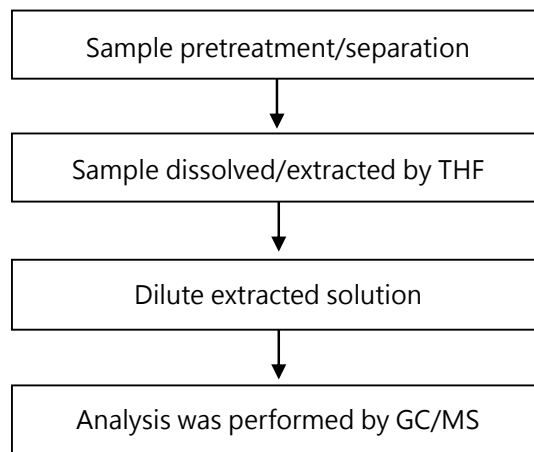 Sample pretreatment/separation
Sample dissolved/extracted by THF
Dilute extracted solution
Analysis was performed by GC/MS